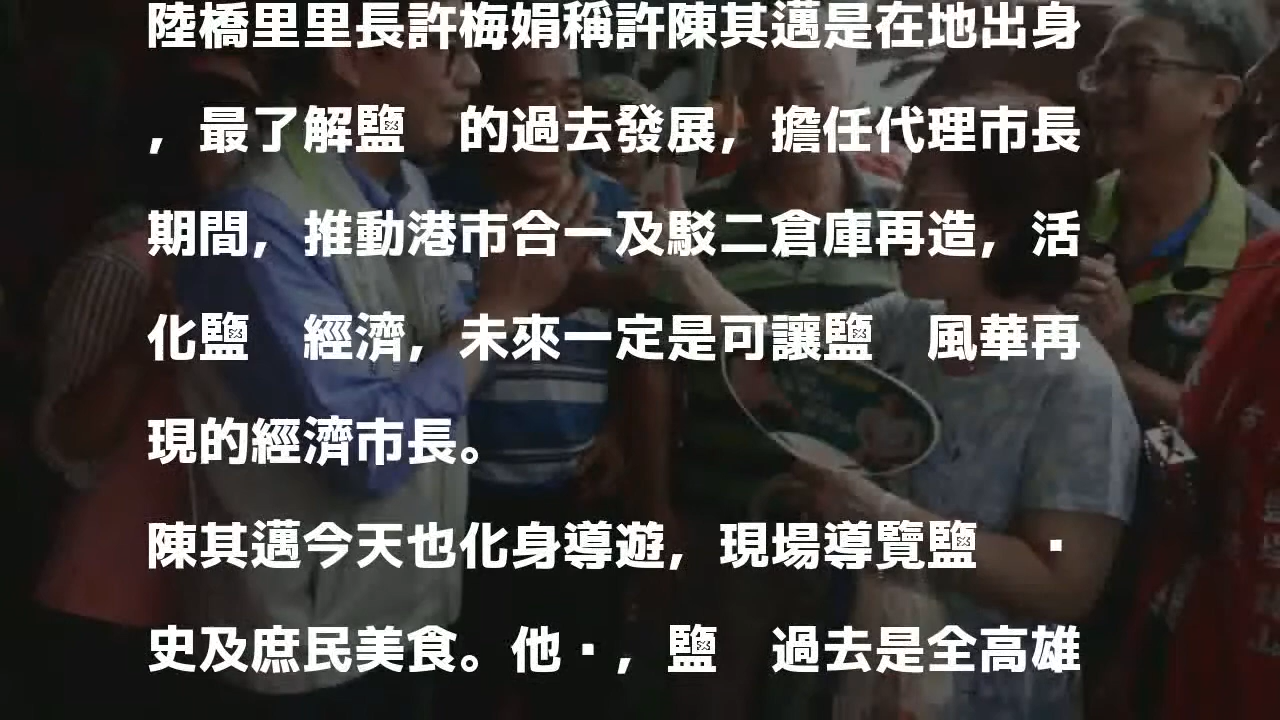 陸橋里里長許梅娟稱許陳其邁是在地出身
，最了解鹽　的過去發展，擔任代理市長
期間，推動港市合一及駁二倉庫再造，活
化鹽　經濟，未來一定是可讓鹽　風華再
現的經濟市長。
陳其邁今天也化身導遊，現場導覽鹽　·
史及庶民美食。他·，鹽　過去是全高雄